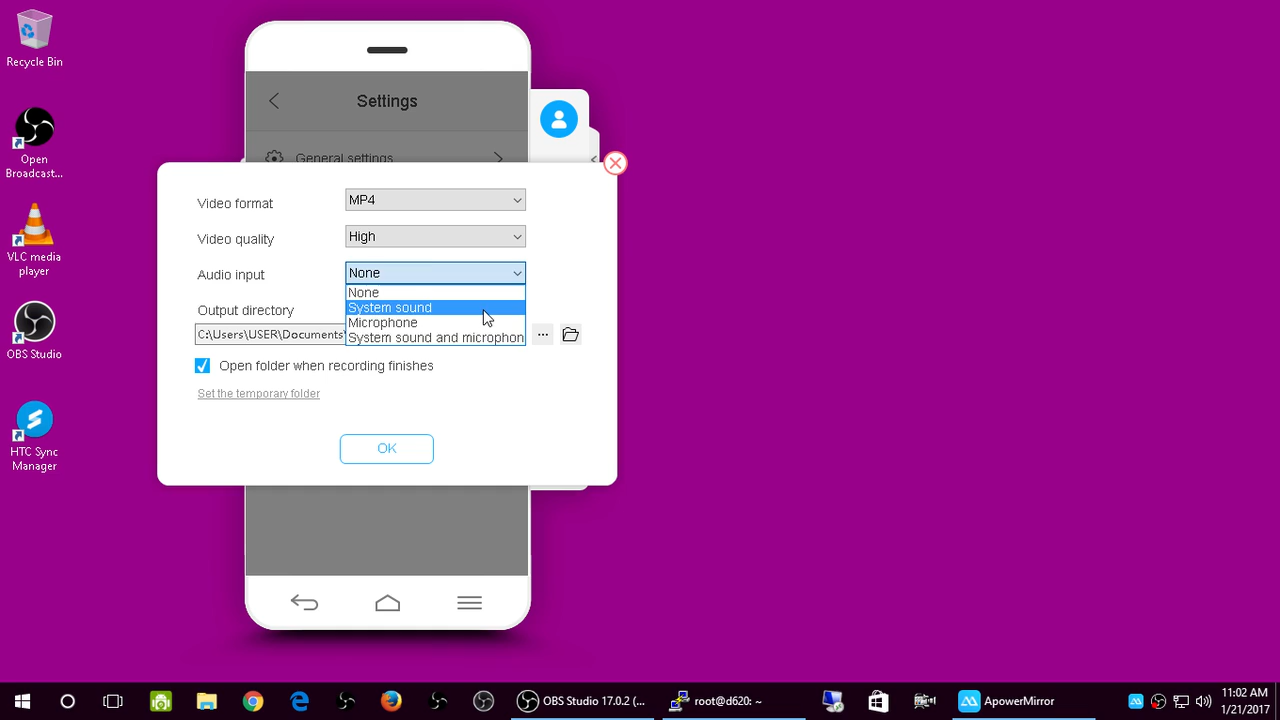 Recycle Bin
Open
Broadcast...
VLC media
player
OBS Studio
HTC Sync
Manager
Settings
General settings
Video format
MP4
Video quality
High
Audio input
None
None
System sound
Microphone
System sound and microphon
Output directory
C:\Users\USER\Documents\
...
Open folder when recording finishes
Set the temporary folder
OK
OBS Studio 17.0.2 (...
root@d620: ~
ApowerMirror
11:02 AM
1/21/2017